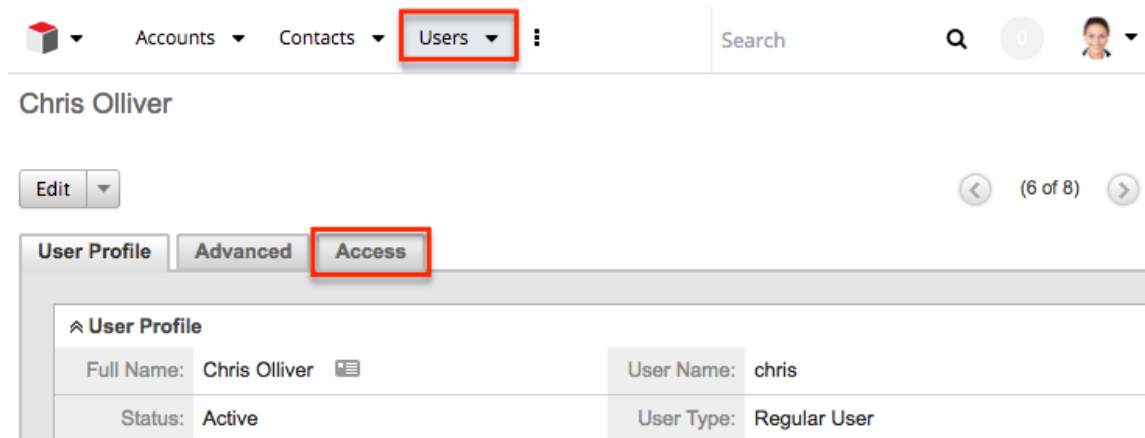 Accounts Contacts Users Search 0
Chris Olliver
Edit (6 of 8)
User Profile Advanced Access
User Profile
Full Name: Chris Olliver User Name: chris
Status: Active User Type: Regular User